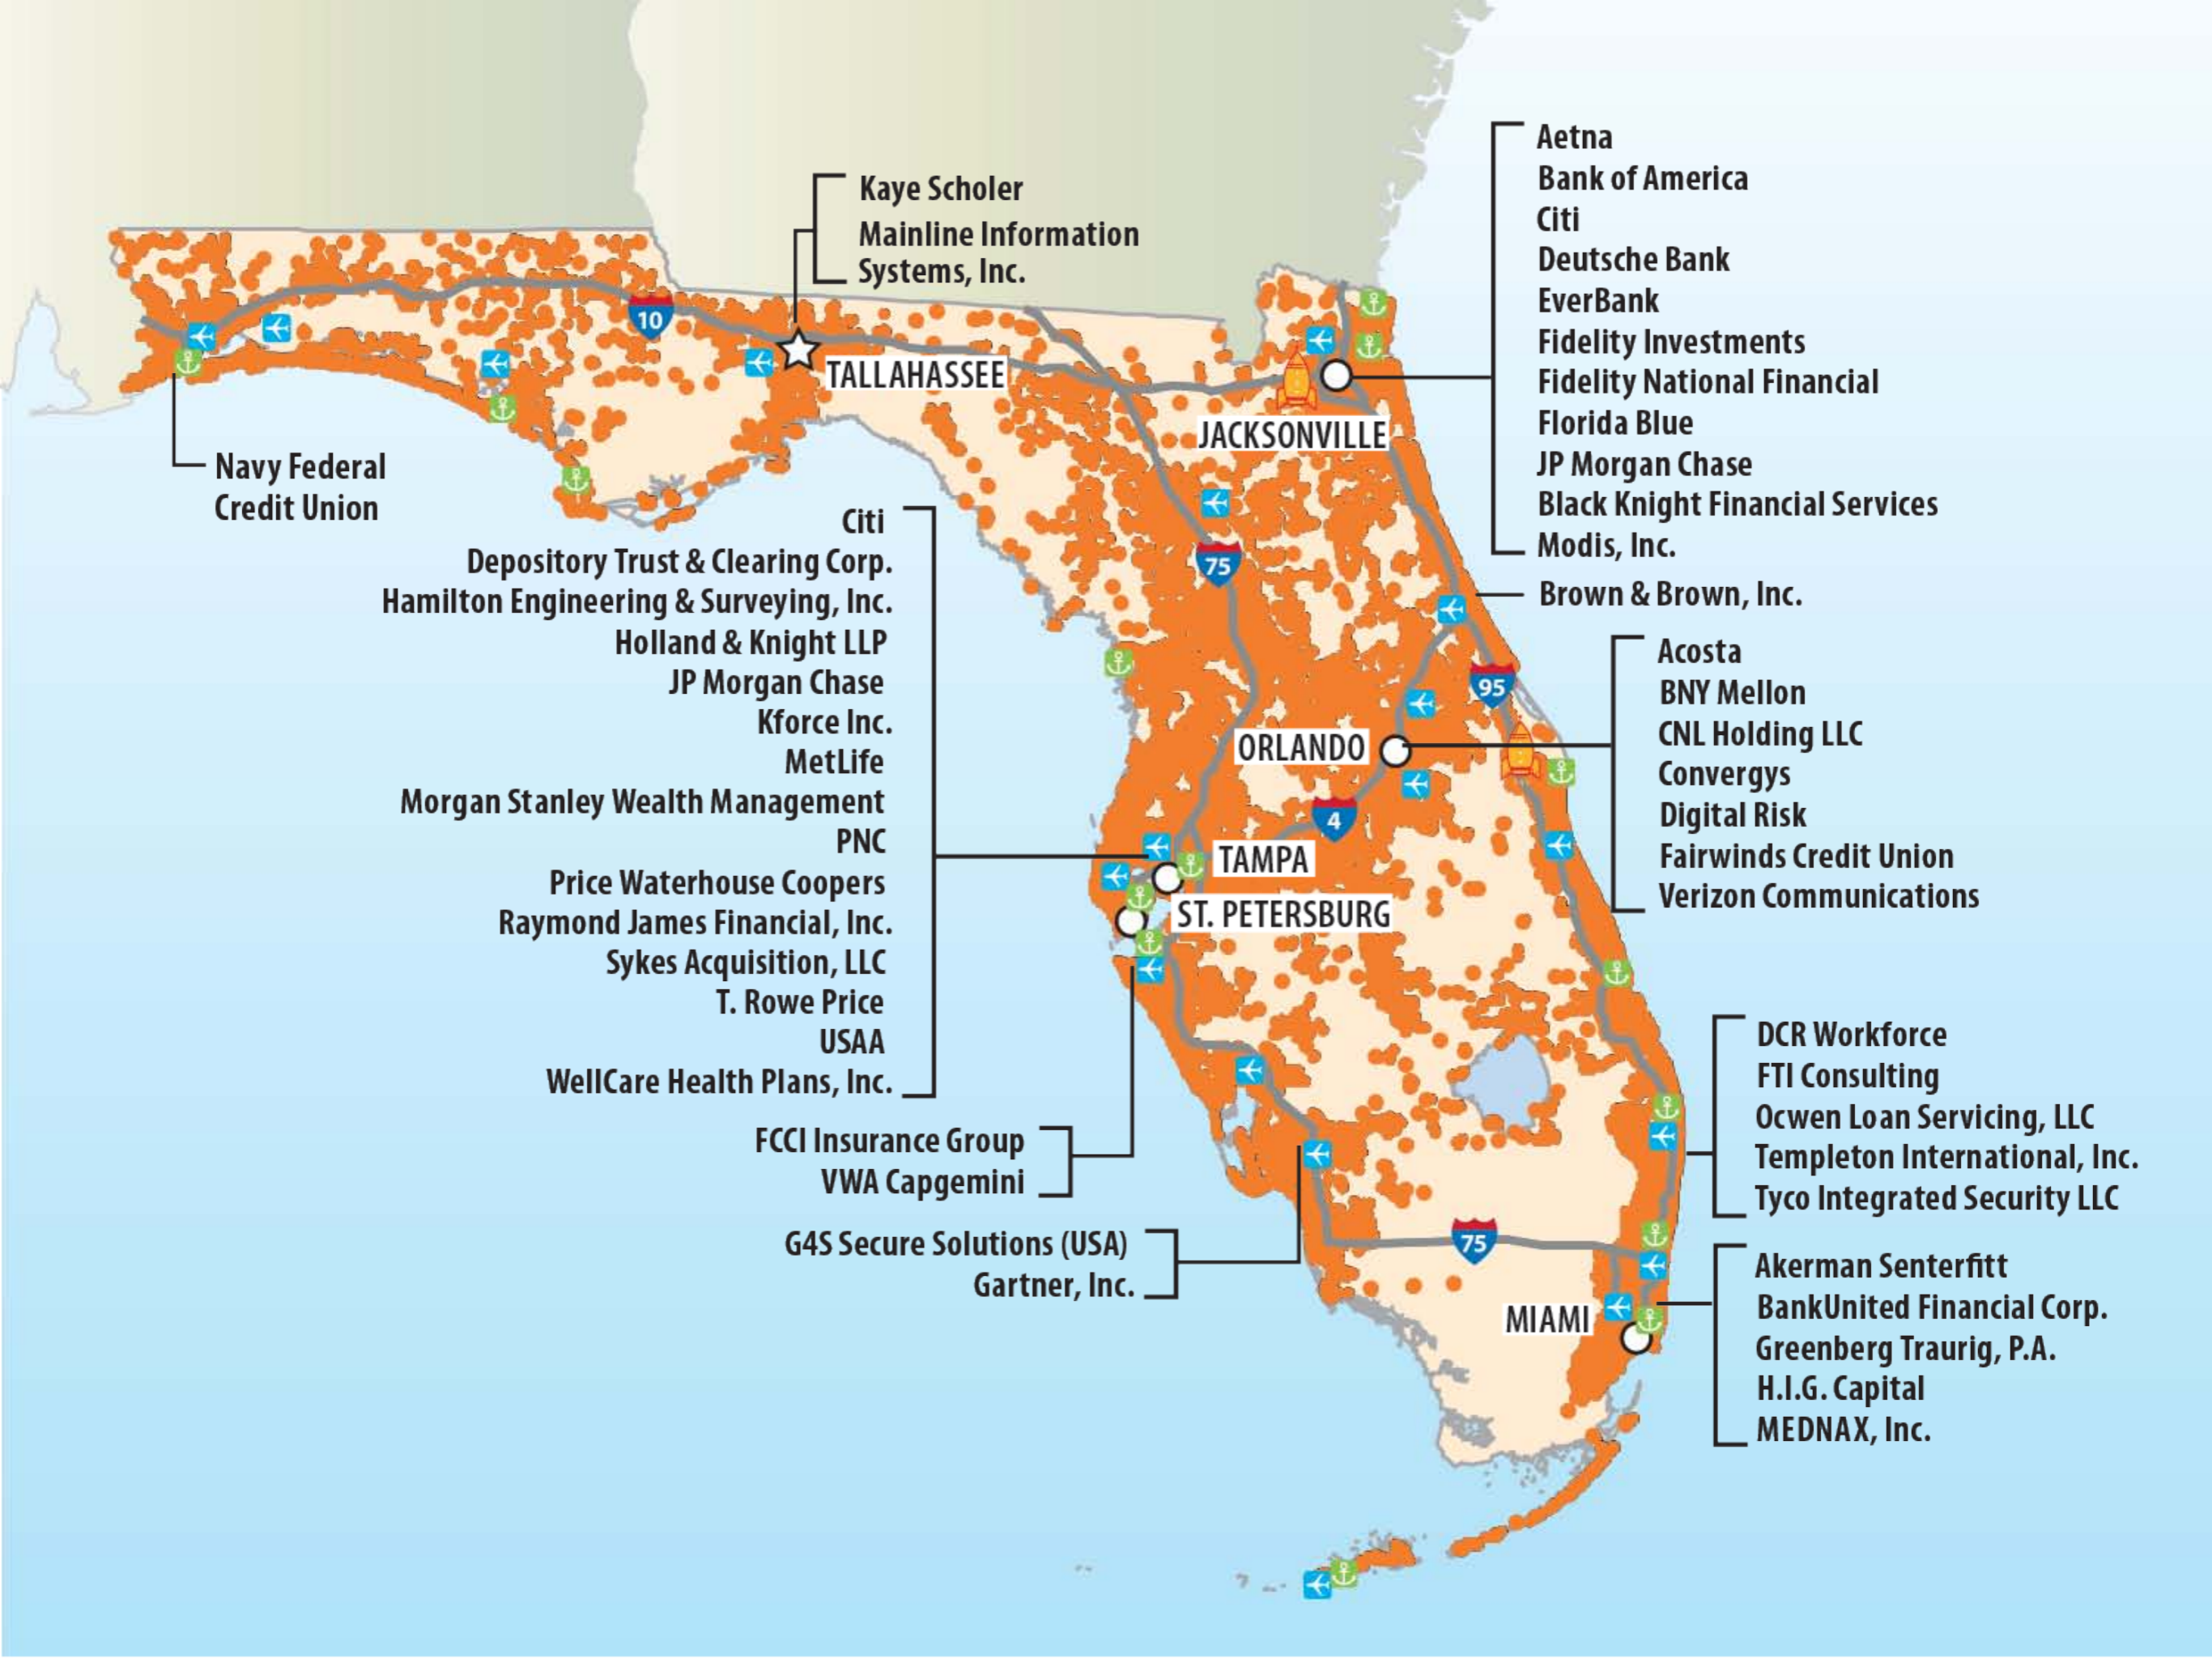 Kaye Scholer
Mainline Information
Systems, Inc.
10
TALLAHASSEE
JACKSONVILLE
Navy Federal
Credit Union
Aetna
Bank of America
Citi
Deutsche Bank
EverBank
Fidelity Investments
Fidelity National Financial
Florida Blue
JP Morgan Chase
Black Knight Financial Services
Modis, Inc.
Brown & Brown, Inc.
75
95
Citi
Depository Trust & Clearing Corp.
Hamilton Engineering & Surveying, Inc.
Holland & Knight LLP
JP Morgan Chase
Kforce Inc.
MetLife
Morgan Stanley Wealth Management
PNC
Price Waterhouse Coopers
Raymond James Financial, Inc.
Sykes Acquisition, LLC
T. Rowe Price
USAA
WellCare Health Plans, Inc.
ORLANDO
4
TAMPA
ST. PETERSBURG
Acosta
BNY Mellon
CNL Holding LLC
Convergys
Digital Risk
Fairwinds Credit Union
Verizon Communications
FCCI Insurance Group
VWA Capgemini
G4S Secure Solutions (USA)
Gartner, Inc.
75
MIAMI
DCR Workforce
FTI Consulting
Ocwen Loan Servicing, LLC
Templeton International, Inc.
Tyco Integrated Security LLC
Akerman Senterfitt
BankUnited Financial Corp.
Greenberg Traurig, P.A.
H.I.G. Capital
MEDNAX, Inc.